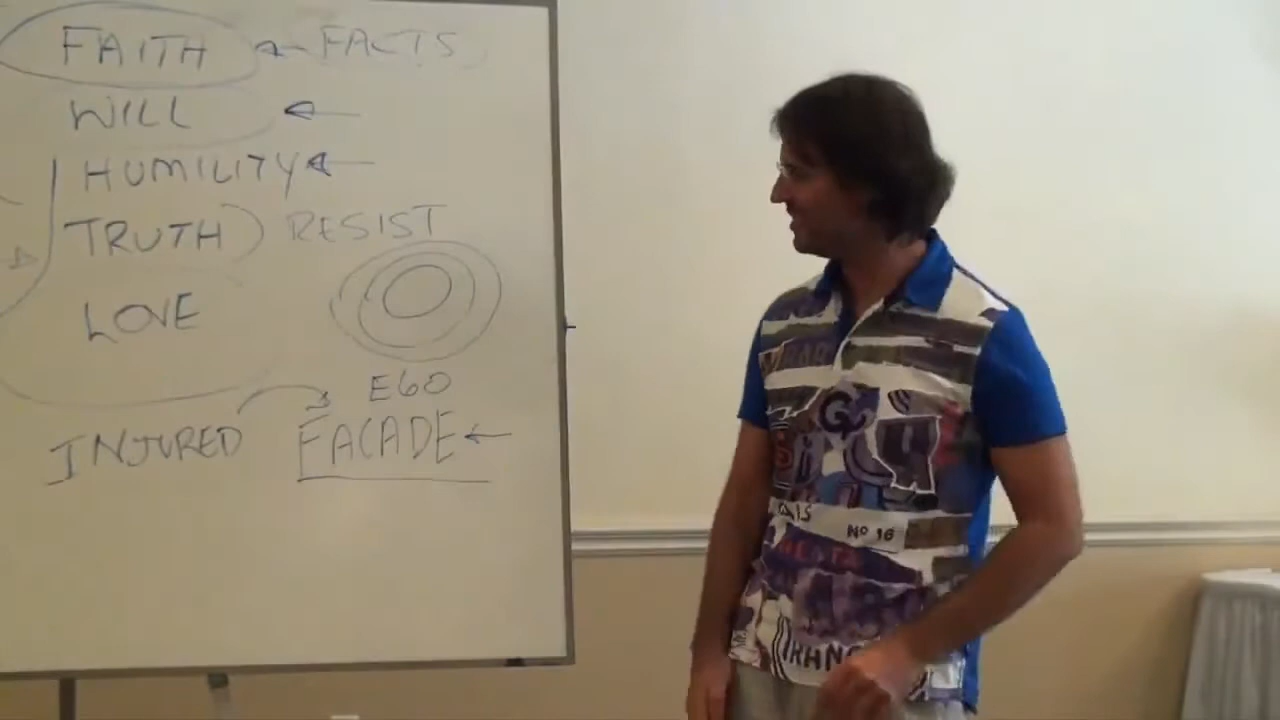 FAITH ← FACTS
WILL ←
HUMILITY ←
TRUTH) RESIST
LOVE
EGO
INJURED FACADE ←
Nº 16